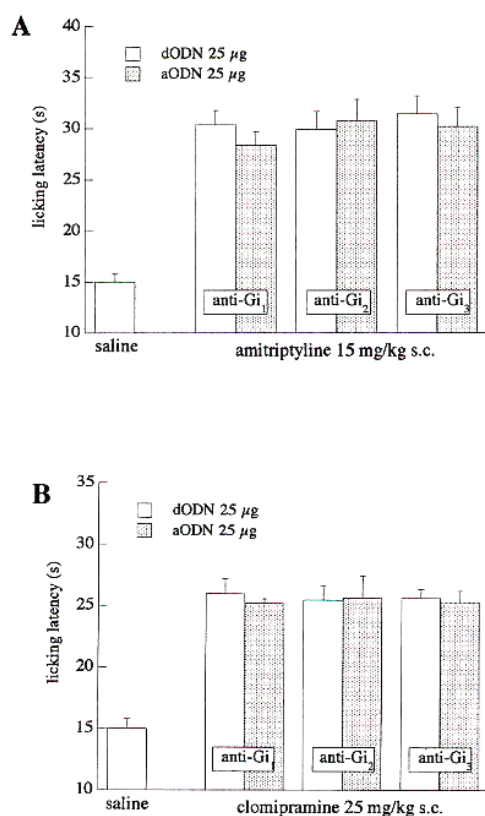 A
40
dODN 25 µg
aODN 25 µg
35
30
licking latency (s)
25
20
15
anti-Gi₁ anti-Gi₂ anti-Gi₃
10
saline amitriptyline 15 mg/kg s.c.
B
35
dODN 25 µg
aODN 25 µg
30
licking latency (s)
25
20
15
anti-Gi₁ anti-Gi₂ anti-Gi₃
10
saline clomipramine 25 mg/kg s.c.